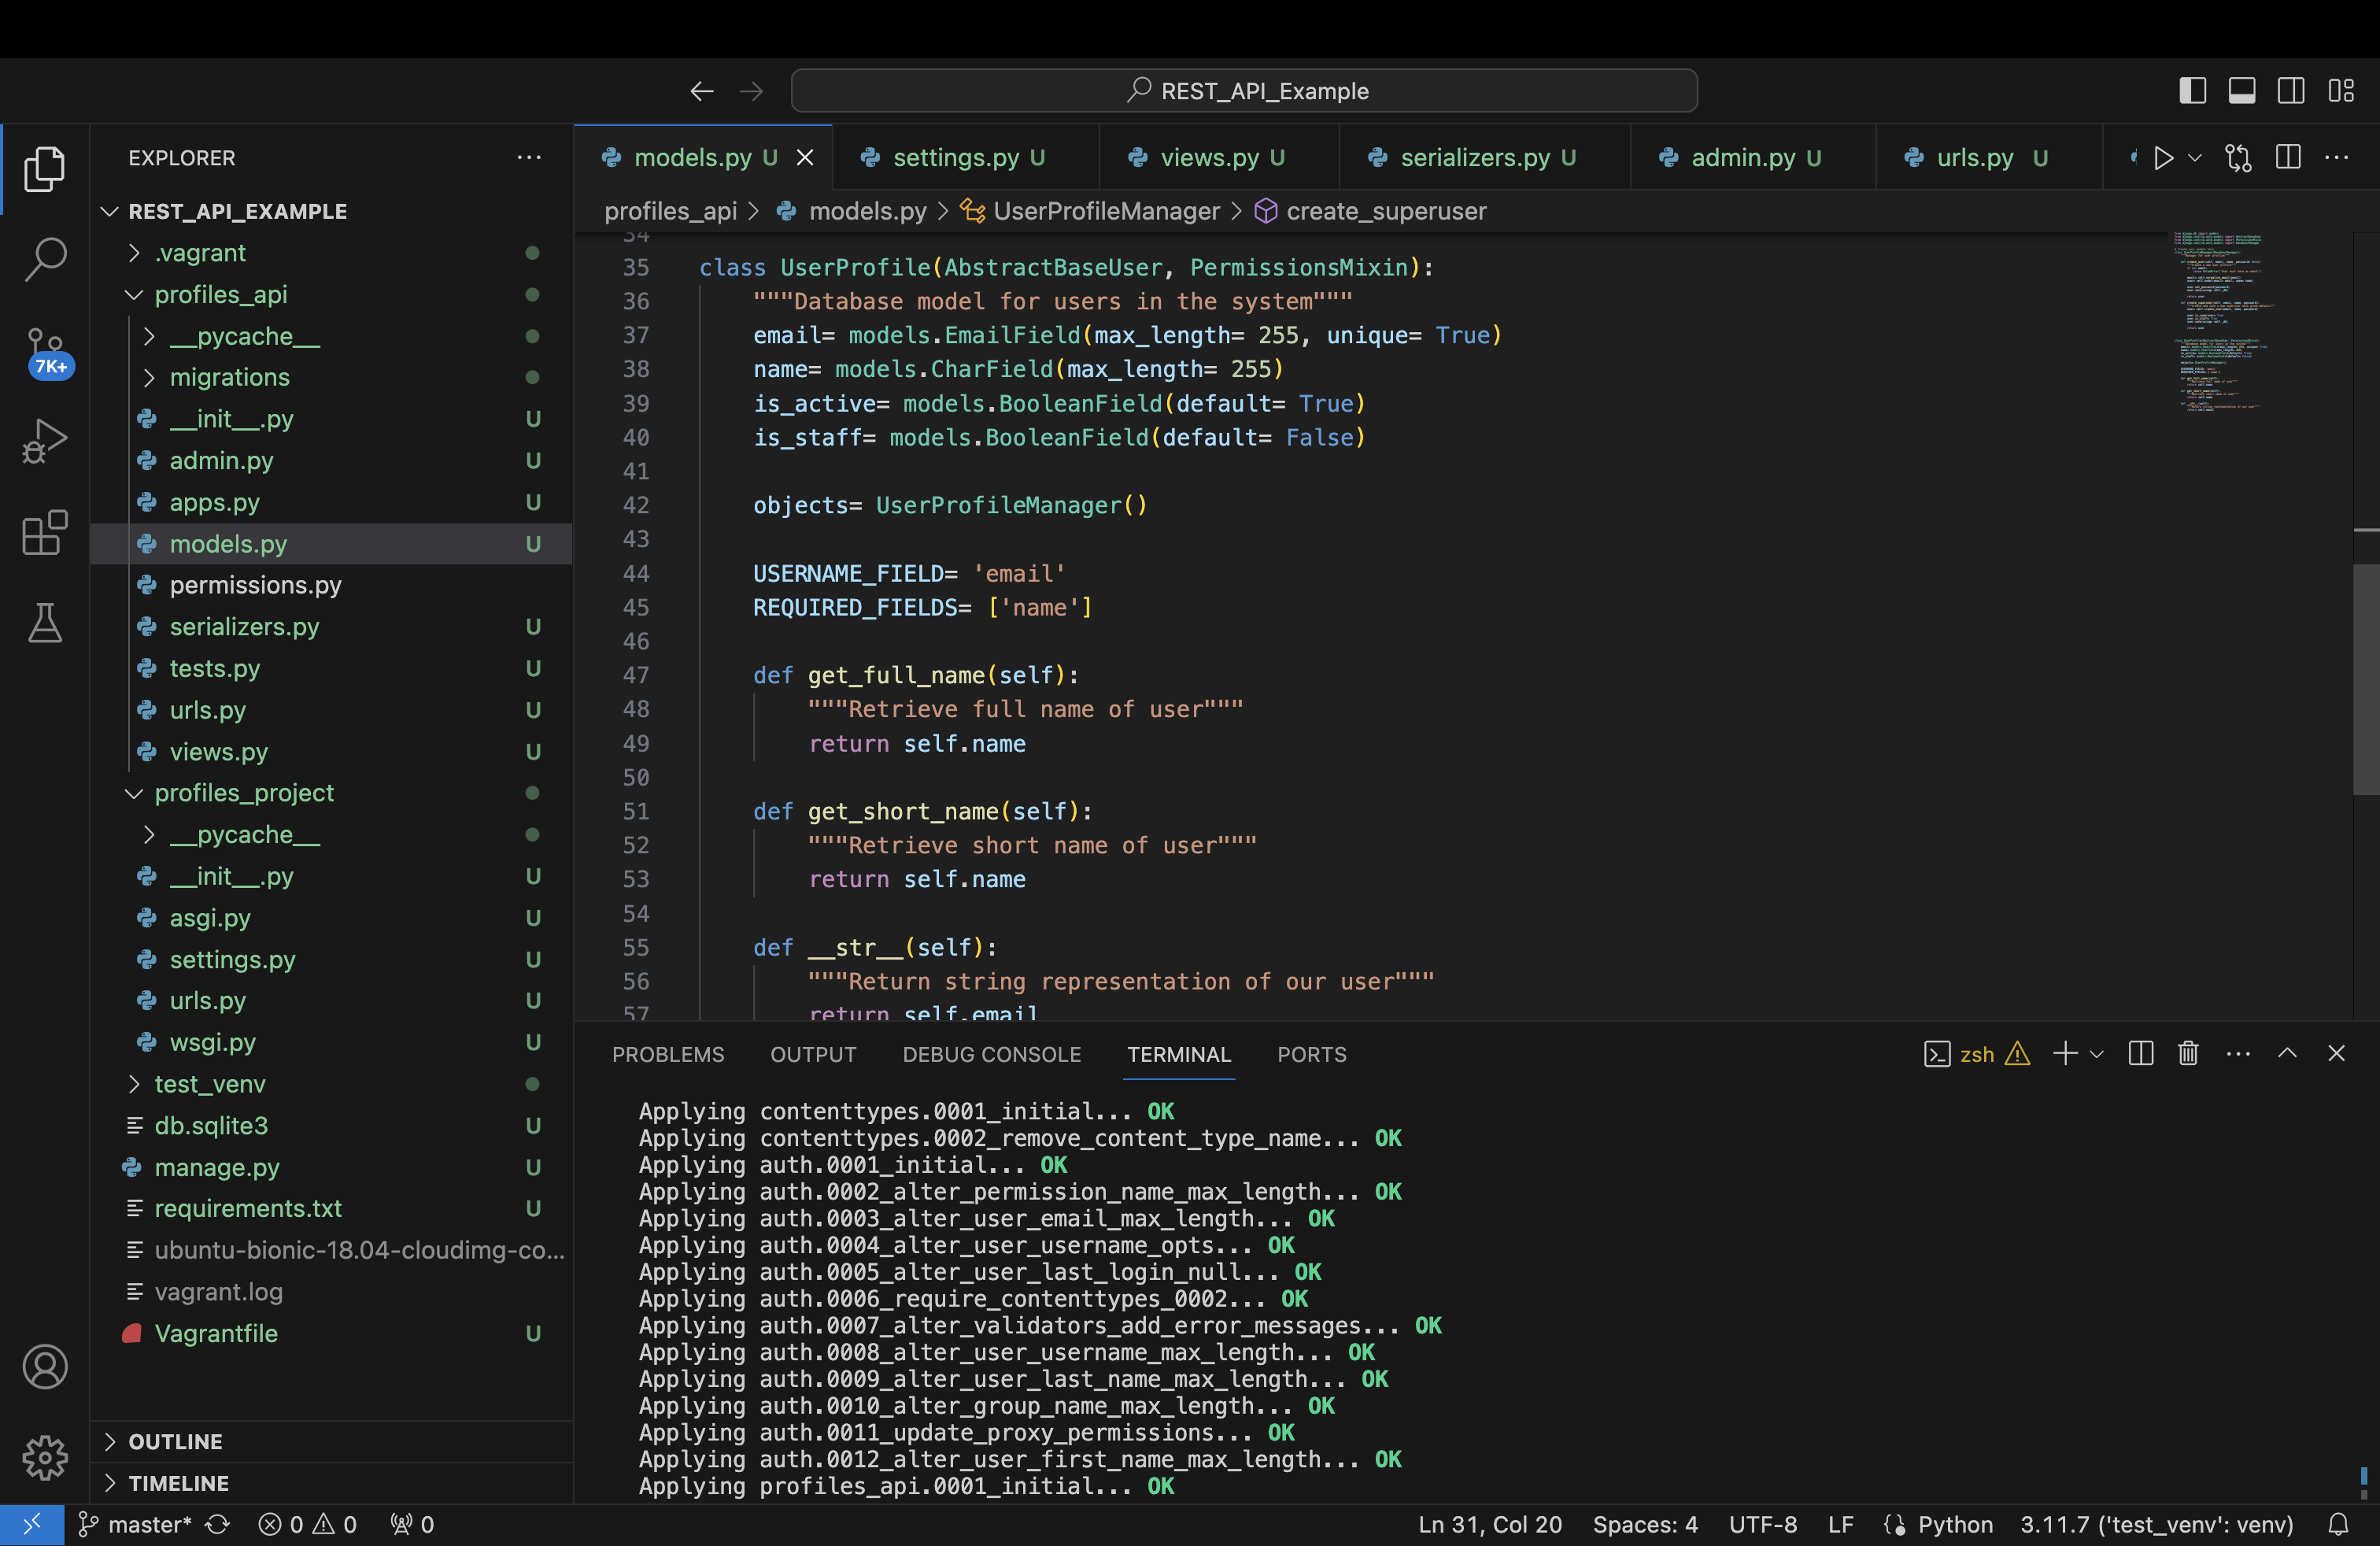 REST_API_Example
EXPLORER
REST_API_EXAMPLE
.vagrant
profiles_api
__pycache__
migrations
__init__.py U
admin.py U
apps.py U
models.py U
permissions.py
serializers.py U
tests.py U
urls.py U
views.py U
profiles_project
__pycache__
__init__.py U
asgi.py U
settings.py U
urls.py U
wsgi.py U
test_venv
db.sqlite3 U
manage.py U
requirements.txt U
ubuntu-bionic-18.04-cloudimg-co...
vagrant.log
Vagrantfile U
OUTLINE
TIMELINE
7K+
models.py U settings.py U views.py U serializers.py U admin.py U urls.py U
profiles_api > models.py > UserProfileManager > create_superuser
34
35 class UserProfile(AbstractBaseUser, PermissionsMixin):
36 """Database model for users in the system"""
37 email= models.EmailField(max_length= 255, unique= True)
38 name= models.CharField(max_length= 255)
39 is_active= models.BooleanField(default= True)
40 is_staff= models.BooleanField(default= False)
41
42 objects= UserProfileManager()
43
44 USERNAME_FIELD= 'email'
45 REQUIRED_FIELDS= ['name']
46
47 def get_full_name(self):
48 """Retrieve full name of user"""
49 return self.name
50
51 def get_short_name(self):
52 """Retrieve short name of user"""
53 return self.name
54
55 def __str__(self):
56 """Return string representation of our user"""
57 return self.email
PROBLEMS OUTPUT DEBUG CONSOLE TERMINAL PORTS
zsh
Applying contenttypes.0001_initial... OK
Applying contenttypes.0002_remove_content_type_name... OK
Applying auth.0001_initial... OK
Applying auth.0002_alter_permission_name_max_length... OK
Applying auth.0003_alter_user_email_max_length... OK
Applying auth.0004_alter_user_username_opts... OK
Applying auth.0005_alter_user_last_login_null... OK
Applying auth.0006_require_contenttypes_0002... OK
Applying auth.0007_alter_validators_add_error_messages... OK
Applying auth.0008_alter_user_username_max_length... OK
Applying auth.0009_alter_user_last_name_max_length... OK
Applying auth.0010_alter_group_name_max_length... OK
Applying auth.0011_update_proxy_permissions... OK
Applying auth.0012_alter_user_first_name_max_length... OK
Applying profiles_api.0001_initial... OK
master* 0 0 0 Ln 31, Col 20 Spaces: 4 UTF-8 LF Python 3.11.7 ('test_venv': venv)